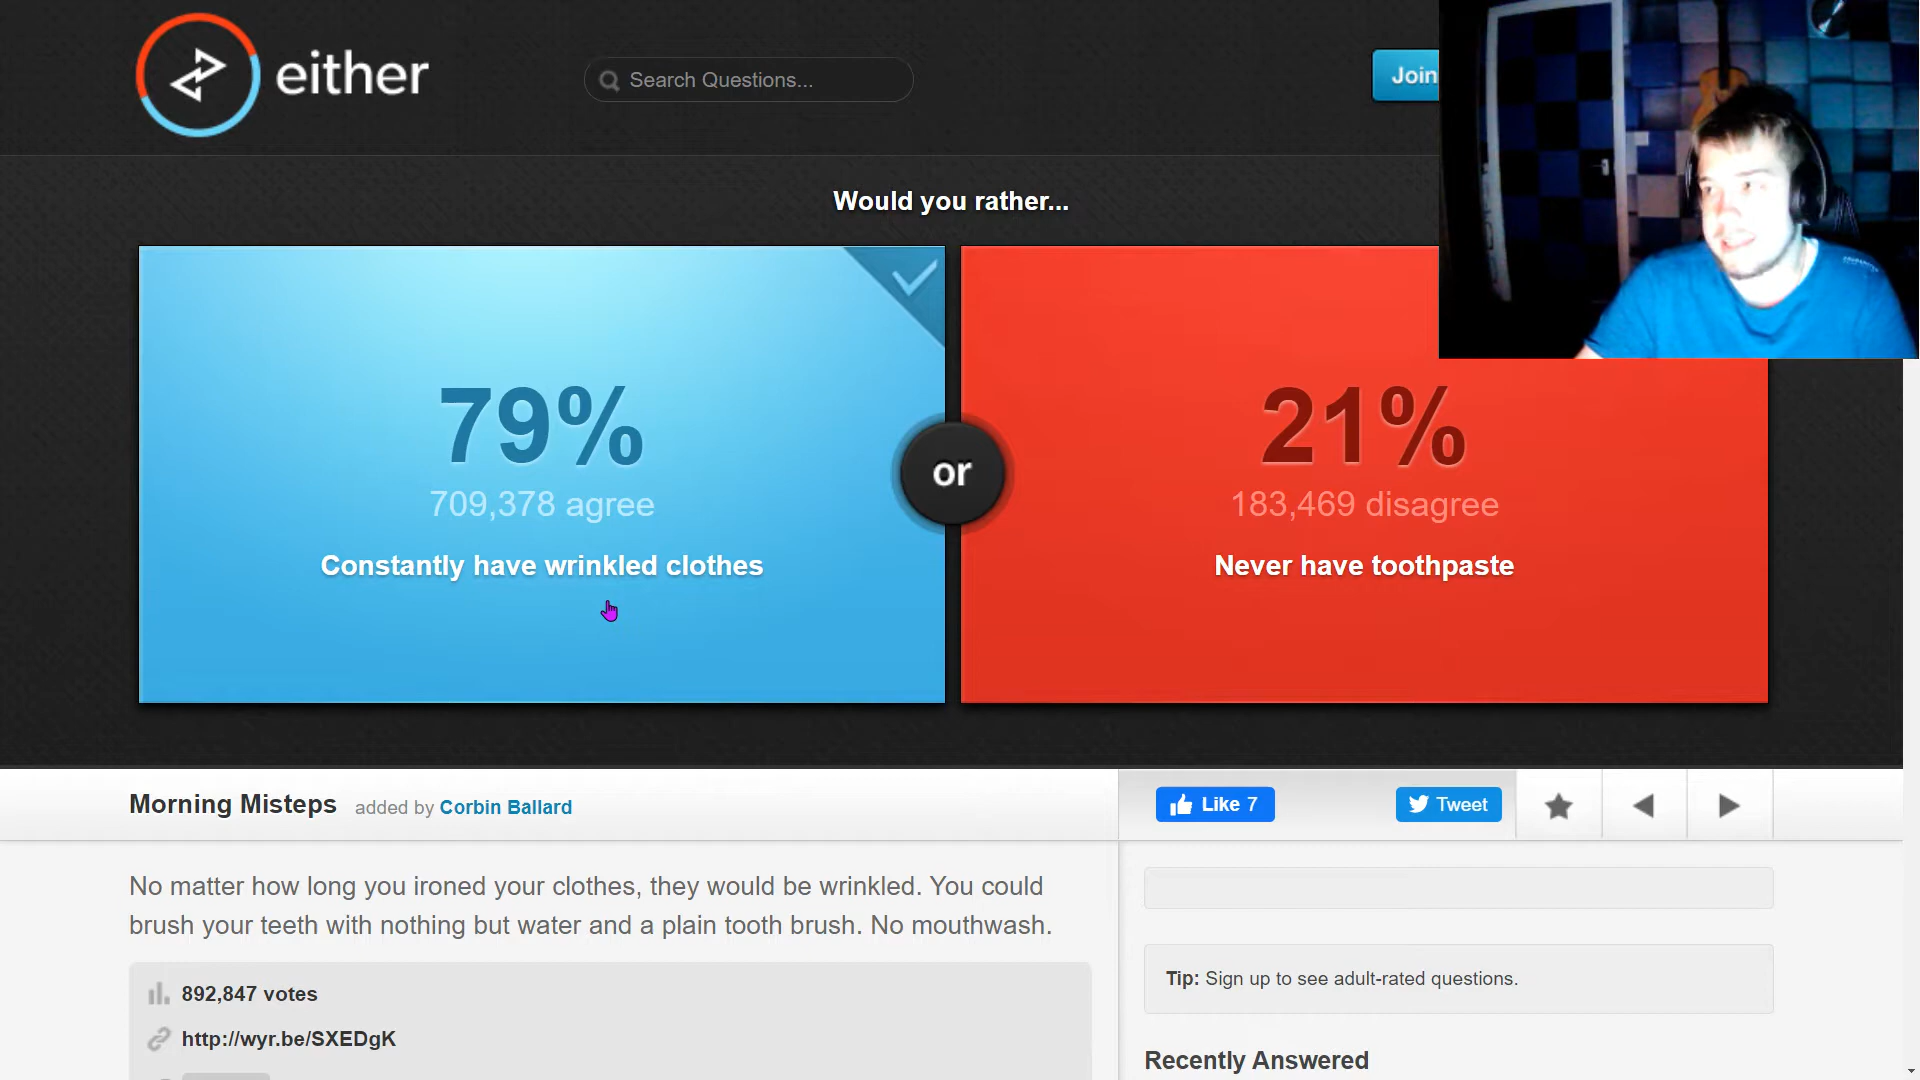 either
Search Questions...
Join
Would you rather...
79%
709,378 agree
Constantly have wrinkled clothes
or
21%
183,469 disagree
Never have toothpaste
Morning Misteps added by Corbin Ballard
Like 7
Tweet
No matter how long you ironed your clothes, they would be wrinkled. You could
brush your teeth with nothing but water and a plain tooth brush. No mouthwash.
892,847 votes
http://wyr.be/SXEDgK
Tip: Sign up to see adult-rated questions.
Recently Answered